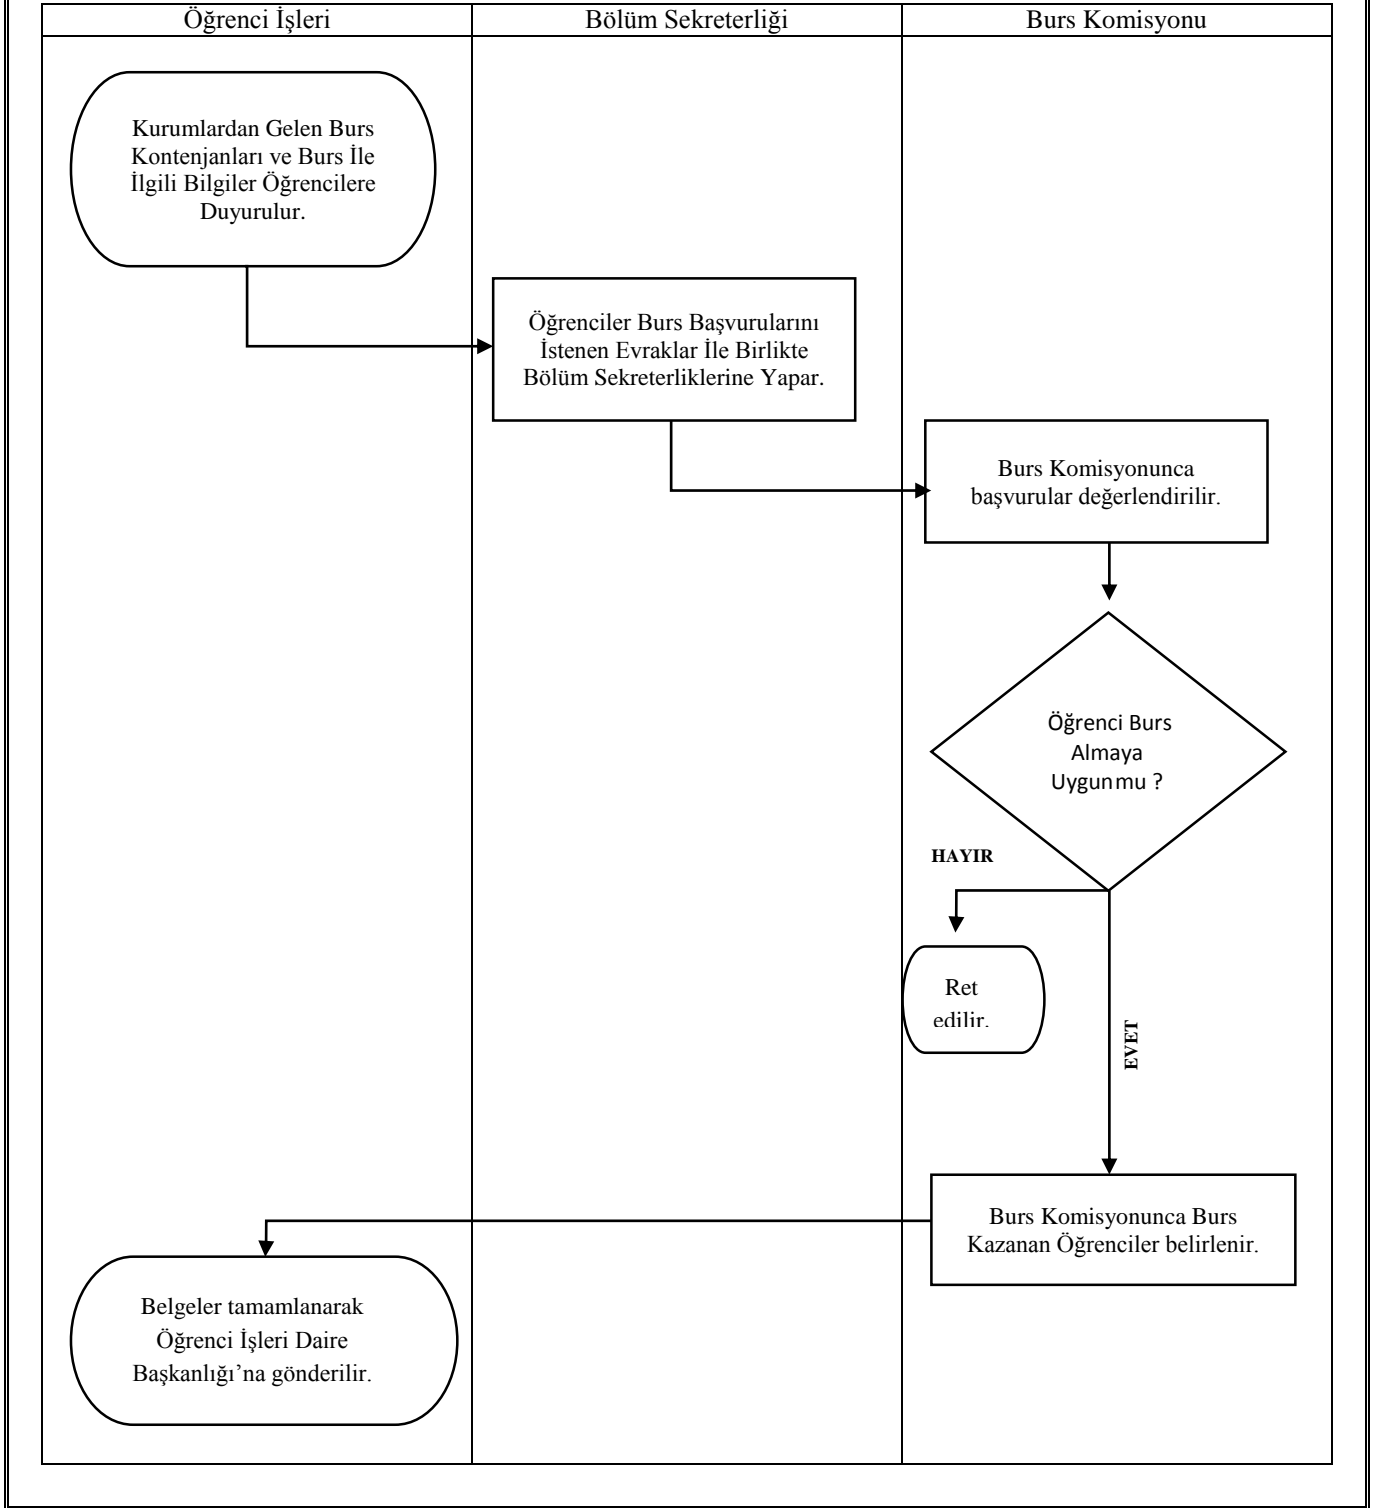 Öğrenci İşleri
Bölüm Sekreterliği
Burs Komisyonu
Kurumlardan Gelen Burs
Kontenjanları ve Burs İle
İlgili Bilgiler Öğrencilere
Duyurulur.
Öğrenciler Burs Başvurularını
İstenen Evraklar İle Birlikte
Bölüm Sekreterliklerine Yapar.
Burs Komisyonunca
başvurular değerlendirilir.
Öğrenci Burs
Almaya
Uygunmu ?
HAYIR
Ret
edilir.
EVET
Burs Komisyonunca Burs
Kazanan Öğrenciler belirlenir.
Belgeler tamamlanarak
Öğrenci İşleri Daire
Başkanlığı’na gönderilir.